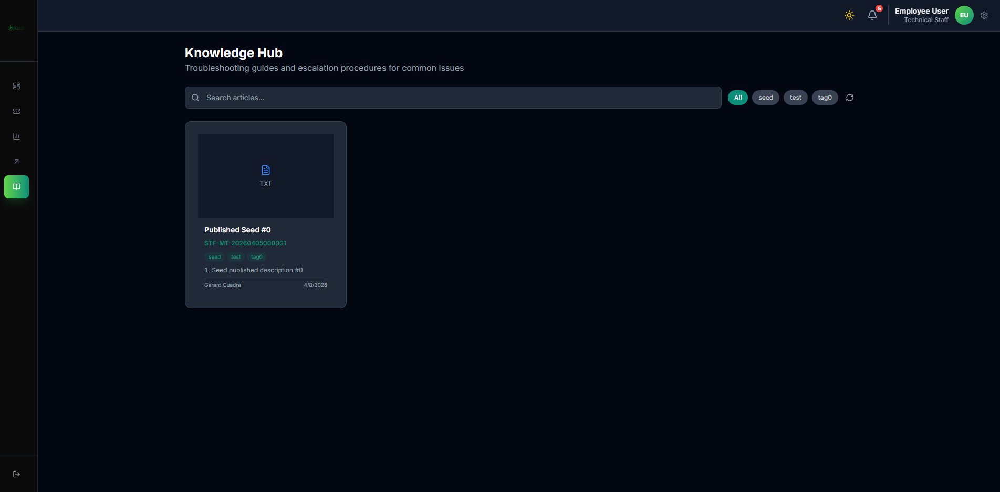 5
Employee User
Technical Staff
EU
Knowledge Hub
Troubleshooting guides and escalation procedures for common issues
Search articles...
All
seed
test
tag0
TXT
Published Seed #0
STF-MT-20260405000001
seed
test
tag0
1. Seed published description #0
Gerard Cuadra
4/8/2026